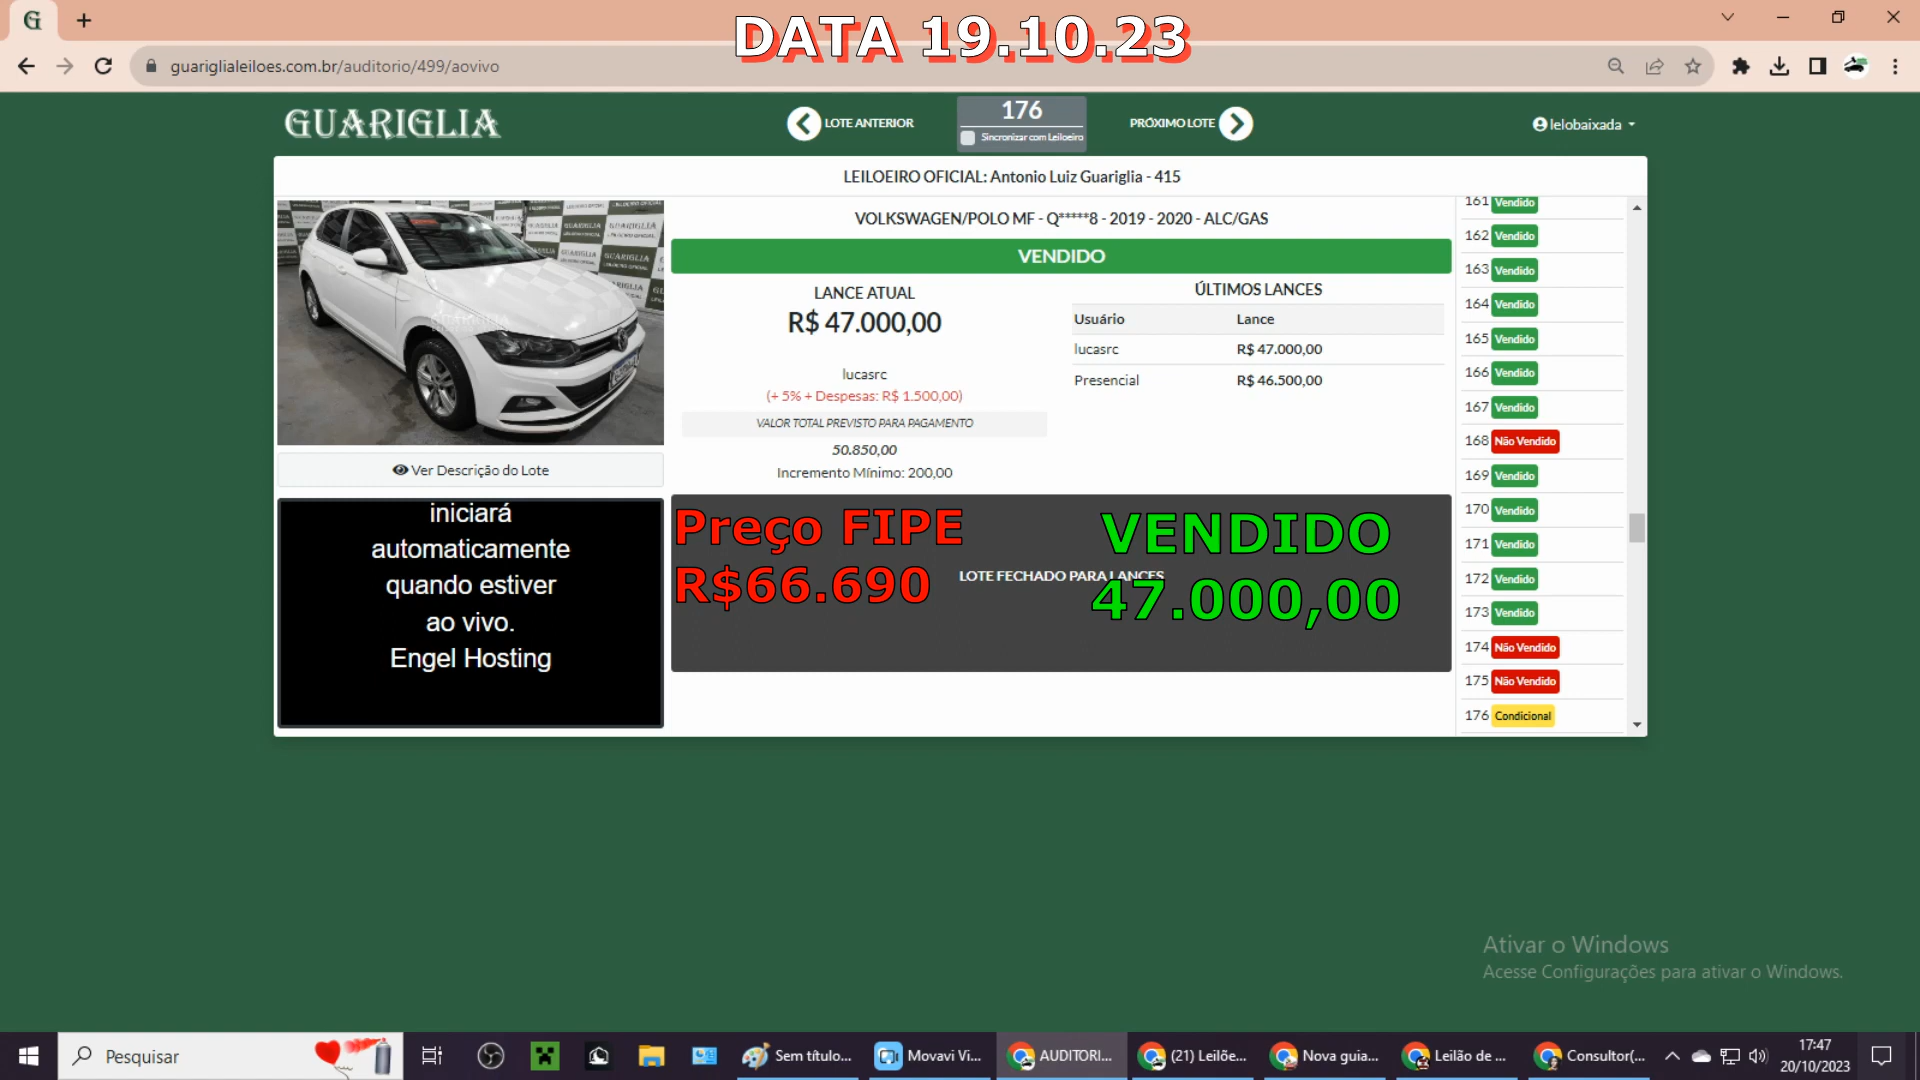 DATA 19.10.23
guariglialeiloes.com.br/auditorio/499/aovivo
GUARIGLIA
LOTE ANTERIOR
176
Sincronizar com Leiloeiro
PRÓXIMO LOTE
lelobaixada
LEILOEIRO OFICIAL: Antonio Luiz Guariglia - 415
VOLKSWAGEN/POLO MF - Q*****8 - 2019 - 2020 - ALC/GAS
VENDIDO
LANCE ATUAL
R$ 47.000,00
lucasrc
(+ 5% + Despesas: R$ 1.500,00)
VALOR TOTAL PREVISTO PARA PAGAMENTO
50.850,00
Incremento Mínimo: 200,00
ÚLTIMOS LANCES
Usuário Lance
lucasrc R$ 47.000,00
Presencial R$ 46.500,00
Ver Descrição do Lote
iniciará
automaticamente
quando estiver
ao vivo.
Engel Hosting
Preço FIPE
R$66.690
LOTE FECHADO PARA LANCES
VENDIDO
47.000,00
161 Vendido
162 Vendido
163 Vendido
164 Vendido
165 Vendido
166 Vendido
167 Vendido
168 Não Vendido
169 Vendido
170 Vendido
171 Vendido
172 Vendido
173 Vendido
174 Não Vendido
175 Não Vendido
176 Condicional
Ativar o Windows
Acesse Configurações para ativar o Windows.
Pesquisar
Sem título...
Movavi Vi...
AUDITORI...
(21) Leilõe...
Nova guia...
Leilão de ...
Consultor(...
17:47
20/10/2023